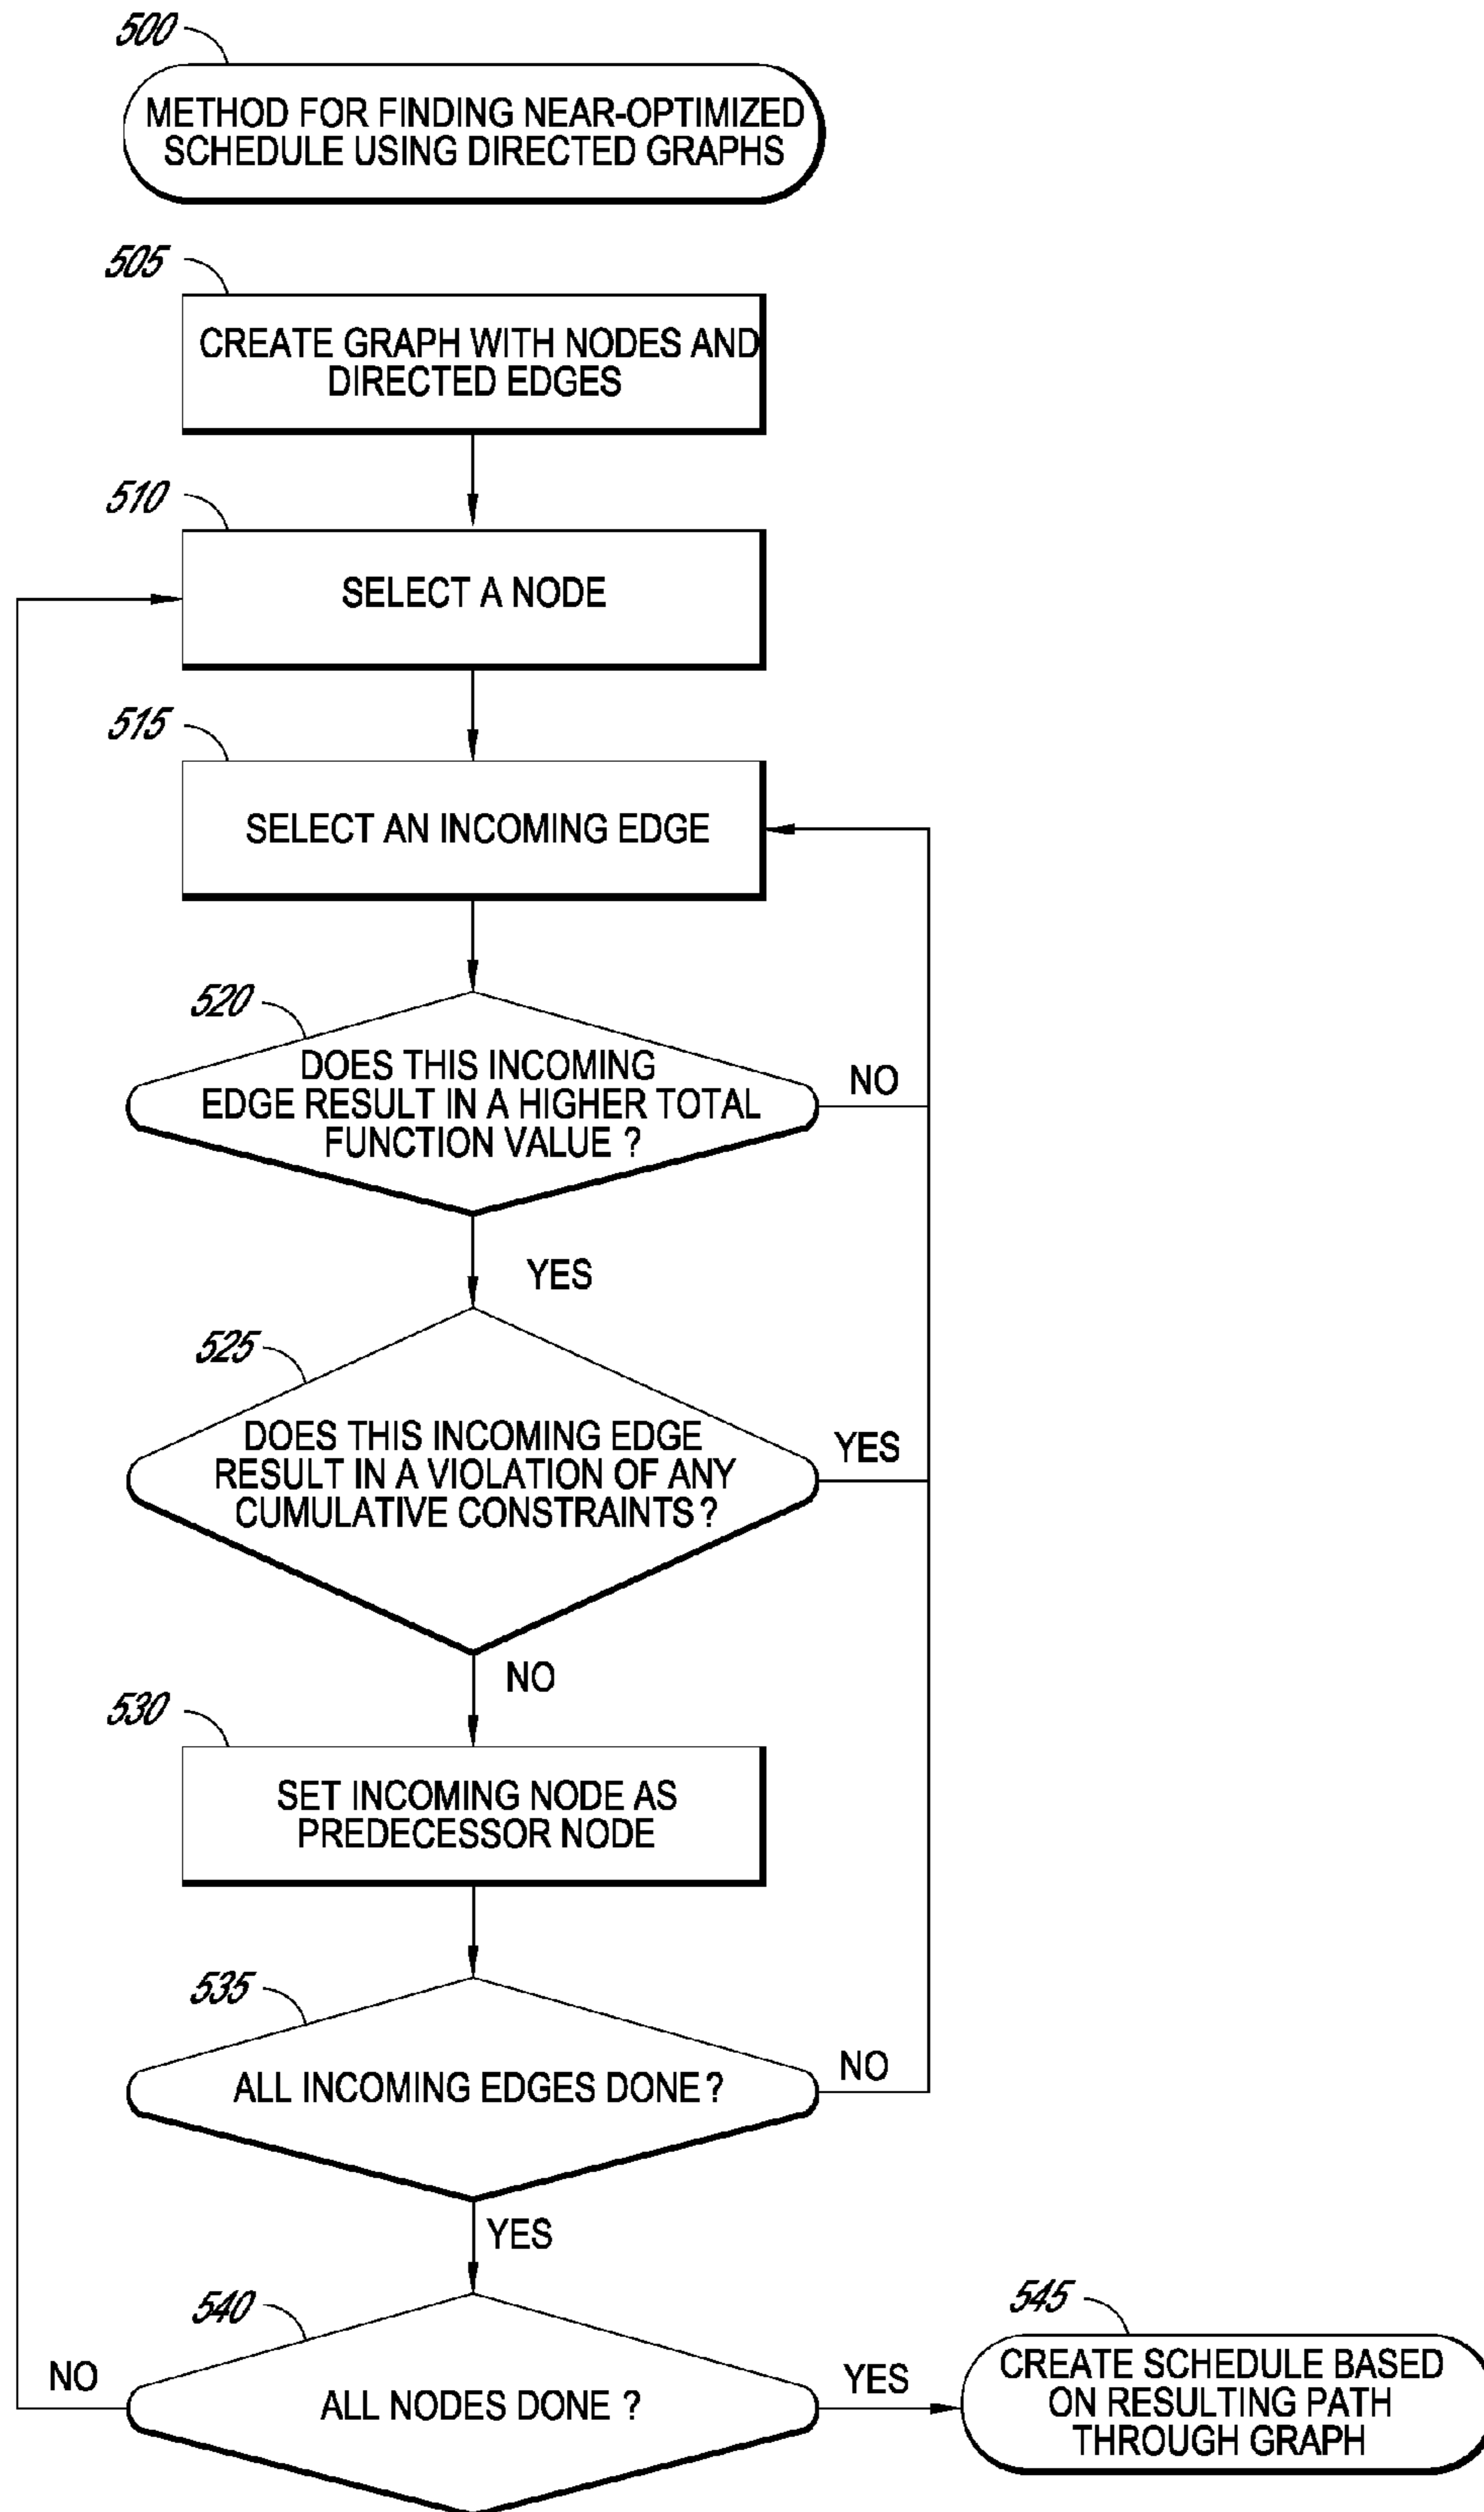 500
METHOD FOR FINDING NEAR-OPTIMIZED
SCHEDULE USING DIRECTED GRAPHS
505
CREATE GRAPH WITH NODES AND
DIRECTED EDGES
510
SELECT A NODE
515
SELECT AN INCOMING EDGE
520
DOES THIS INCOMING
EDGE RESULT IN A HIGHER TOTAL
FUNCTION VALUE ?
NO
YES
525
DOES THIS INCOMING EDGE
RESULT IN A VIOLATION OF ANY
CUMULATIVE CONSTRAINTS ?
YES
NO
530
SET INCOMING NODE AS
PREDECESSOR NODE
535
ALL INCOMING EDGES DONE ?
NO
YES
540
NO
ALL NODES DONE ?
YES
545
CREATE SCHEDULE BASED
ON RESULTING PATH
THROUGH GRAPH